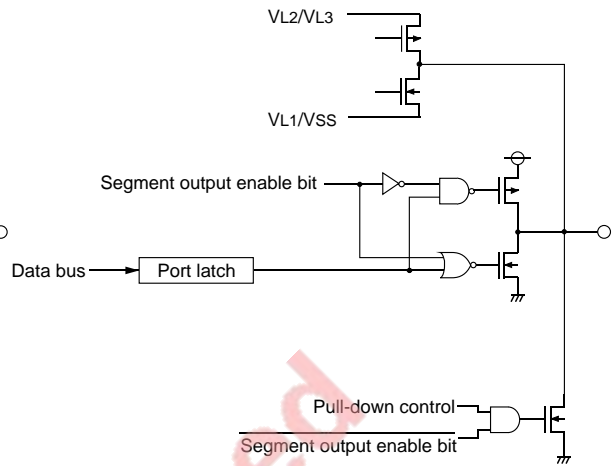 VL2/VL3
VL1/VSS
Segment output enable bit
Data bus
Port latch
Pull-down control
Segment output enable bit